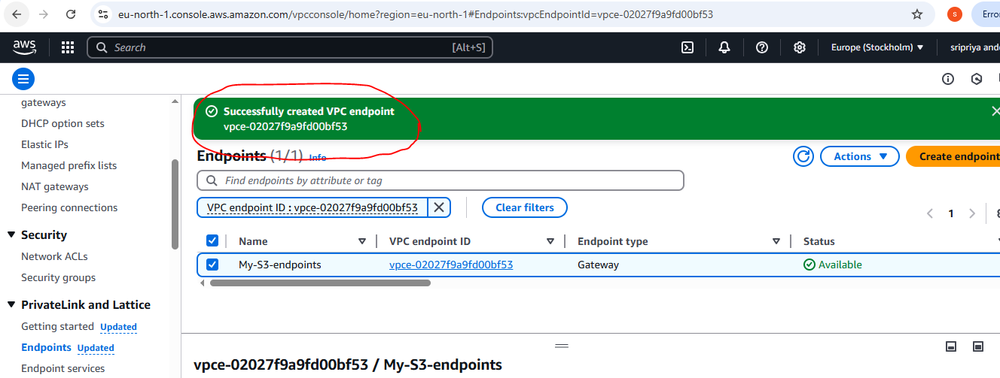 eu-north-1.console.aws.amazon.com/vpcconsole/home?region=eu-north-1#Endpoints:vpcEndpointId=vpce-02027f9a9fd00bf53
S
Error
aws
Search
[Alt+S]
Europe (Stockholm)
sripriya ande
gateways
DHCP option sets
Elastic IPs
Managed prefix lists
NAT gateways
Peering connections
Security
Network ACLs
Security groups
PrivateLink and Lattice
Getting started Updated
Endpoints Updated
Endpoint services
Successfully created VPC endpoint
vpce-02027f9a9fd00bf53
Endpoints (1/1) Info
Actions
Create endpoint
Find endpoints by attribute or tag
VPC endpoint ID : vpce-02027f9a9fd00bf53
Clear filters
1
Name VPC endpoint ID Endpoint type Status
My-S3-endpoints vpce-02027f9a9fd00bf53 Gateway Available
vpce-02027f9a9fd00bf53 / My-S3-endpoints